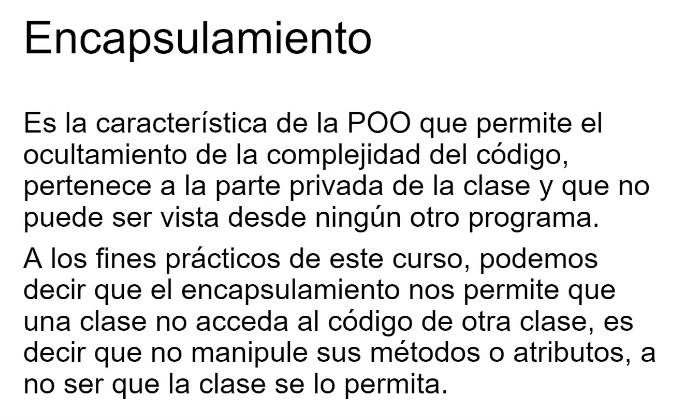 Encapsulamiento
Es la característica de la POO que permite el
ocultamiento de la complejidad del código,
pertenece a la parte privada de la clase y que no
puede ser vista desde ningún otro programa.
A los fines prácticos de este curso, podemos
decir que el encapsulamiento nos permite que
una clase no acceda al código de otra clase, es
decir que no manipule sus métodos o atributos, a
no ser que la clase se lo permita.